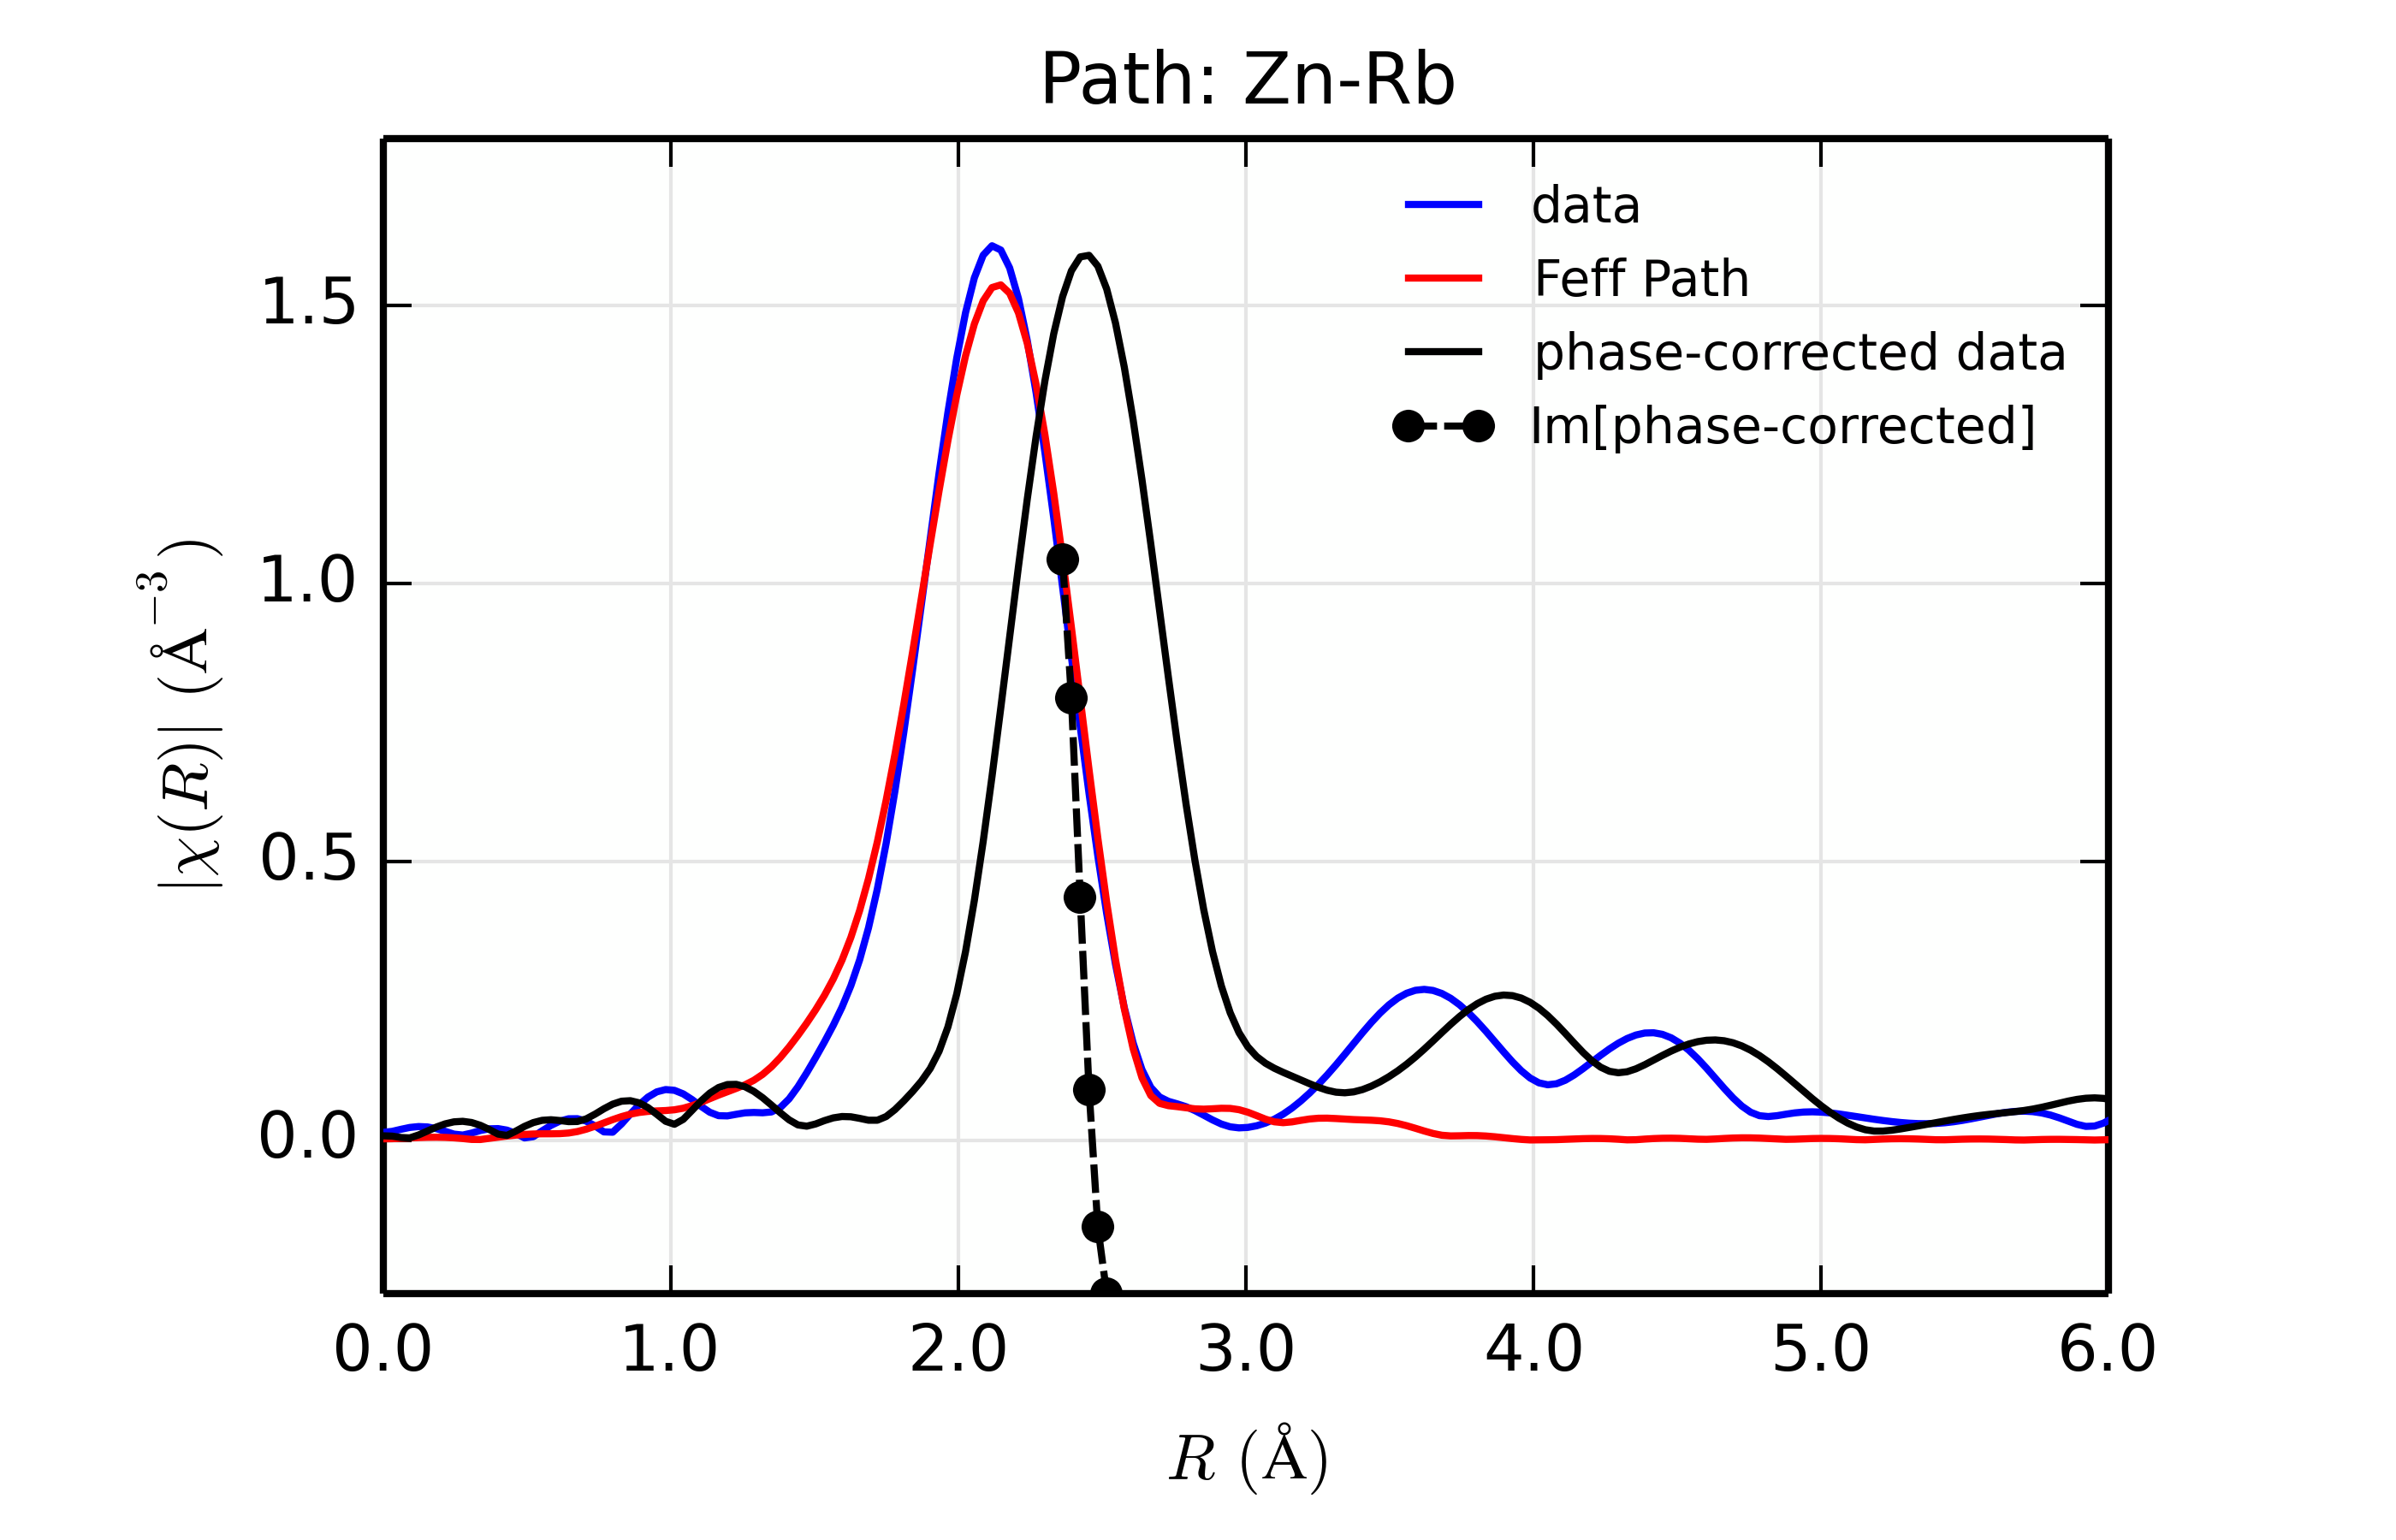 Path: Zn-Rb
data
Feff Path
phase-corrected data
Im[phase-corrected]
|χ(R)| (Å⁻³)
1.5
1.0
0.5
0.0
0.0 1.0 2.0 3.0 4.0 5.0 6.0
R (Å)